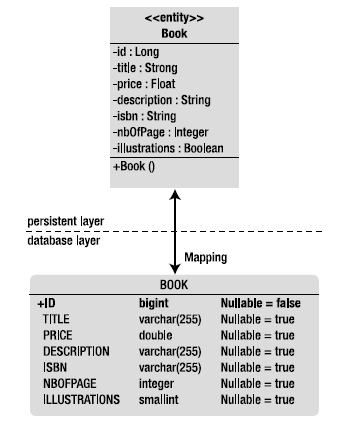 <<entity>>
Book
-id : Long
-title : Strong
-price : Float
-description : String
-isbn : String
-nbOfPage : Integer
-illustrations : Boolean
+Book ()
persistent layer
database layer
Mapping
BOOK
+ID bigint Nullable = false
TITLE varchar(255) Nullable = true
PRICE double Nullable = true
DESCRIPTION varchar(255) Nullable = true
ISBN varchar(255) Nullable = true
NBOFPAGE integer Nullable = true
ILLUSTRATIONS smallint Nullable = true